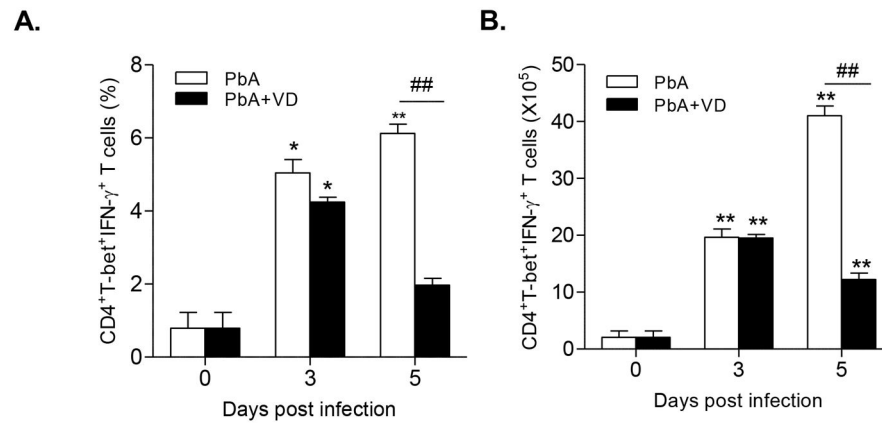 A.
CD4⁺T-bet⁺IFN-γ⁺ T cells (%)
8
6
4
2
0
PbA
PbA+VD
*
*
**
##
0 3 5
Days post infection
B.
CD4⁺T-bet⁺IFN-γ⁺ T cells (X10⁵)
50
40
30
20
10
0
PbA
PbA+VD
** **
**
##
**
0 3 5
Days post infection